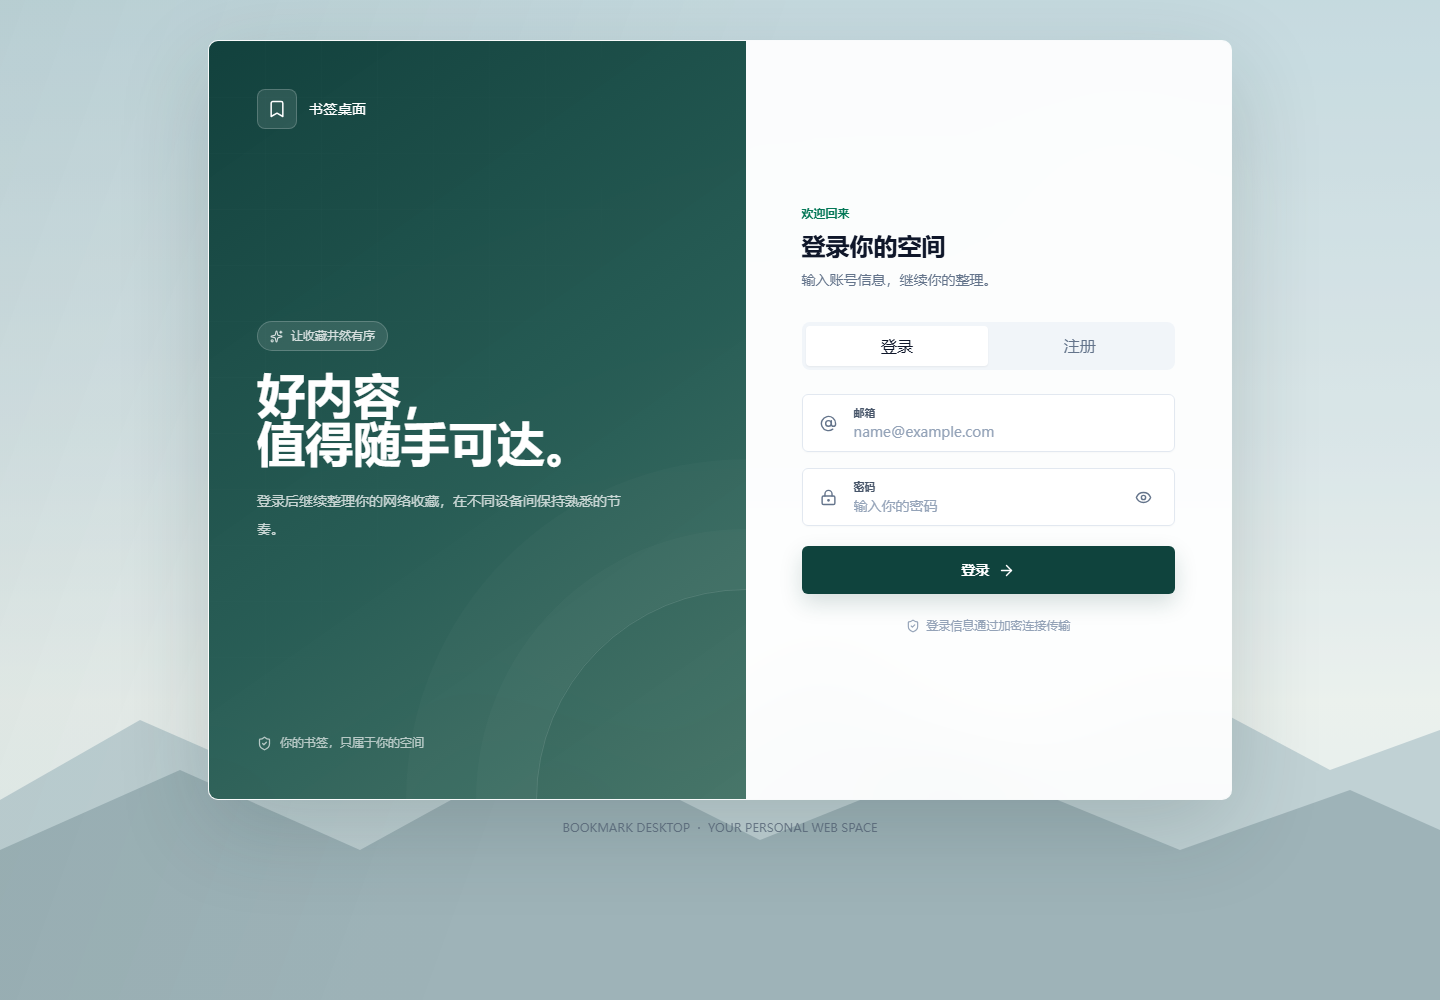 书签桌面
让收藏井然有序
好内容，
值得随手可达。
登录后继续整理你的网络收藏，在不同设备间保持熟悉的节
奏。
你的书签，只属于你的空间
欢迎回来
登录你的空间
输入账号信息，继续你的整理。
登录
注册
邮箱
name@example.com
密码
输入你的密码
登录
登录信息通过加密连接传输
BOOKMARK DESKTOP · YOUR PERSONAL WEB SPACE